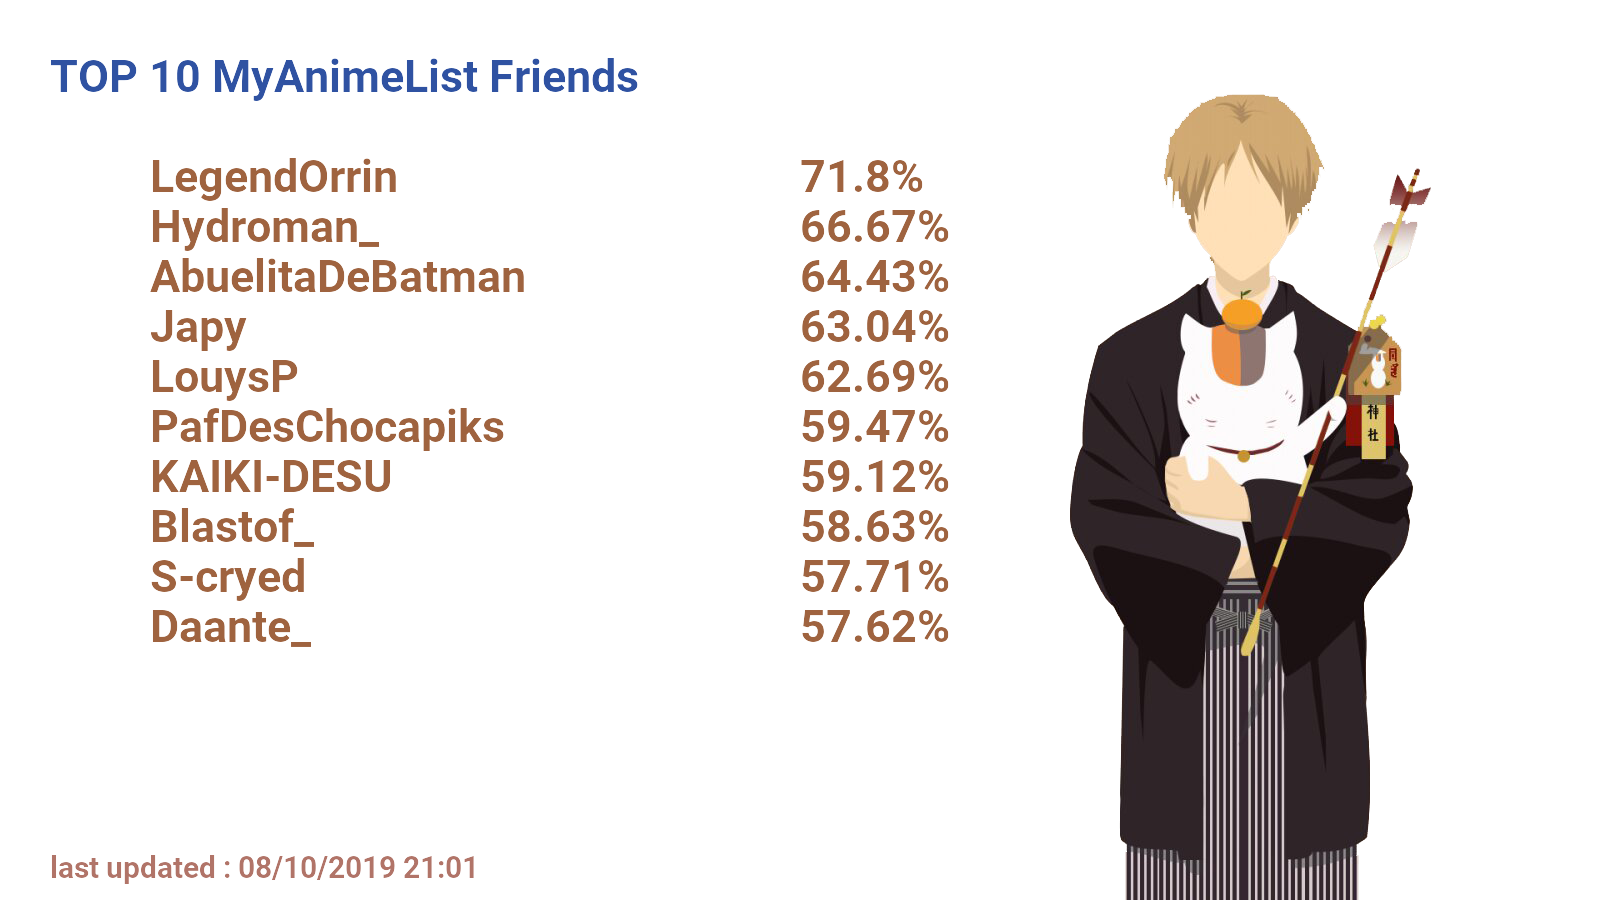 TOP 10 MyAnimeList Friends
LegendOrrin 71.8%
Hydroman_ 66.67%
AbuelitaDeBatman 64.43%
Japy 63.04%
LouysP 62.69%
PafDesChocapiks 59.47%
KAIKI-DESU 59.12%
Blastof_ 58.63%
S-cryed 57.71%
Daante_ 57.62%
神社
last updated : 08/10/2019 21:01